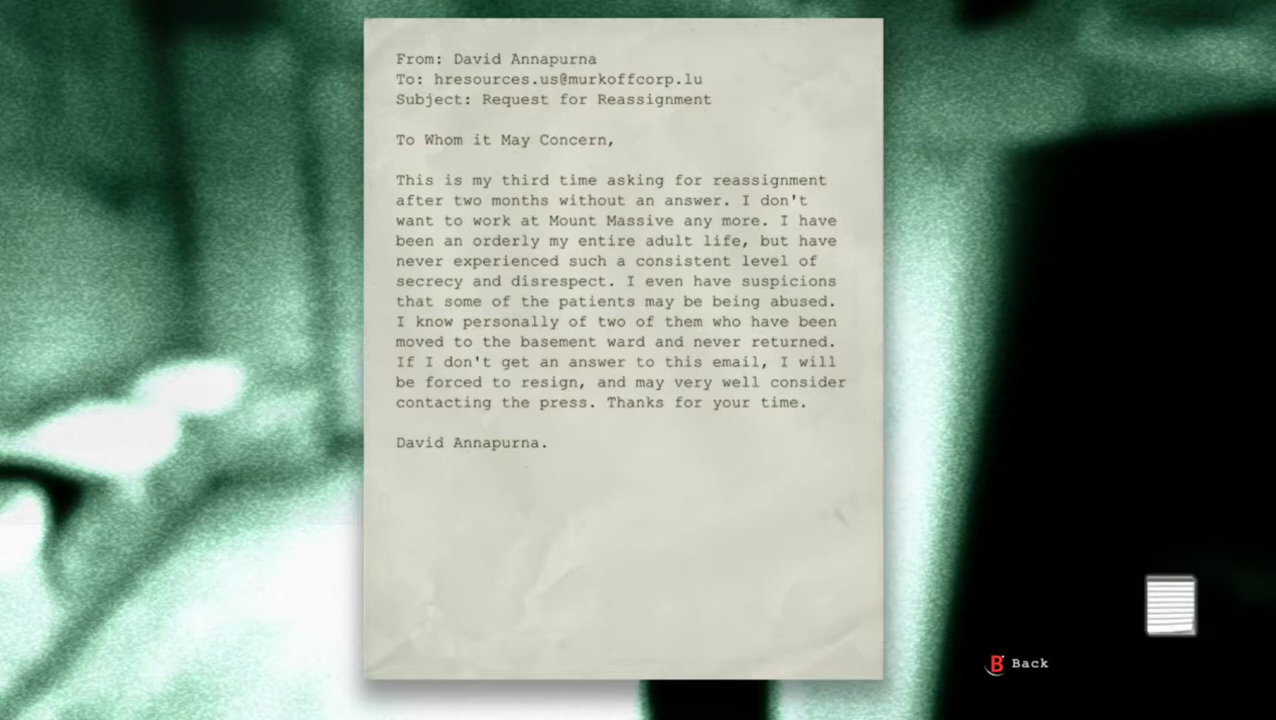 From: David Annapurna
To: hresources.us@murkoffcorp.lu
Subject: Request for Reassignment
To Whom it May Concern,
This is my third time asking for reassignment
after two months without an answer. I don't
want to work at Mount Massive any more. I have
been an orderly my entire adult life, but have
never experienced such a consistent level of
secrecy and disrespect. I even have suspicions
that some of the patients may be being abused.
I know personally of two of them who have been
moved to the basement ward and never returned.
If I don't get an answer to this email, I will
be forced to resign, and may very well consider
contacting the press. Thanks for your time.
David Annapurna.
B Back